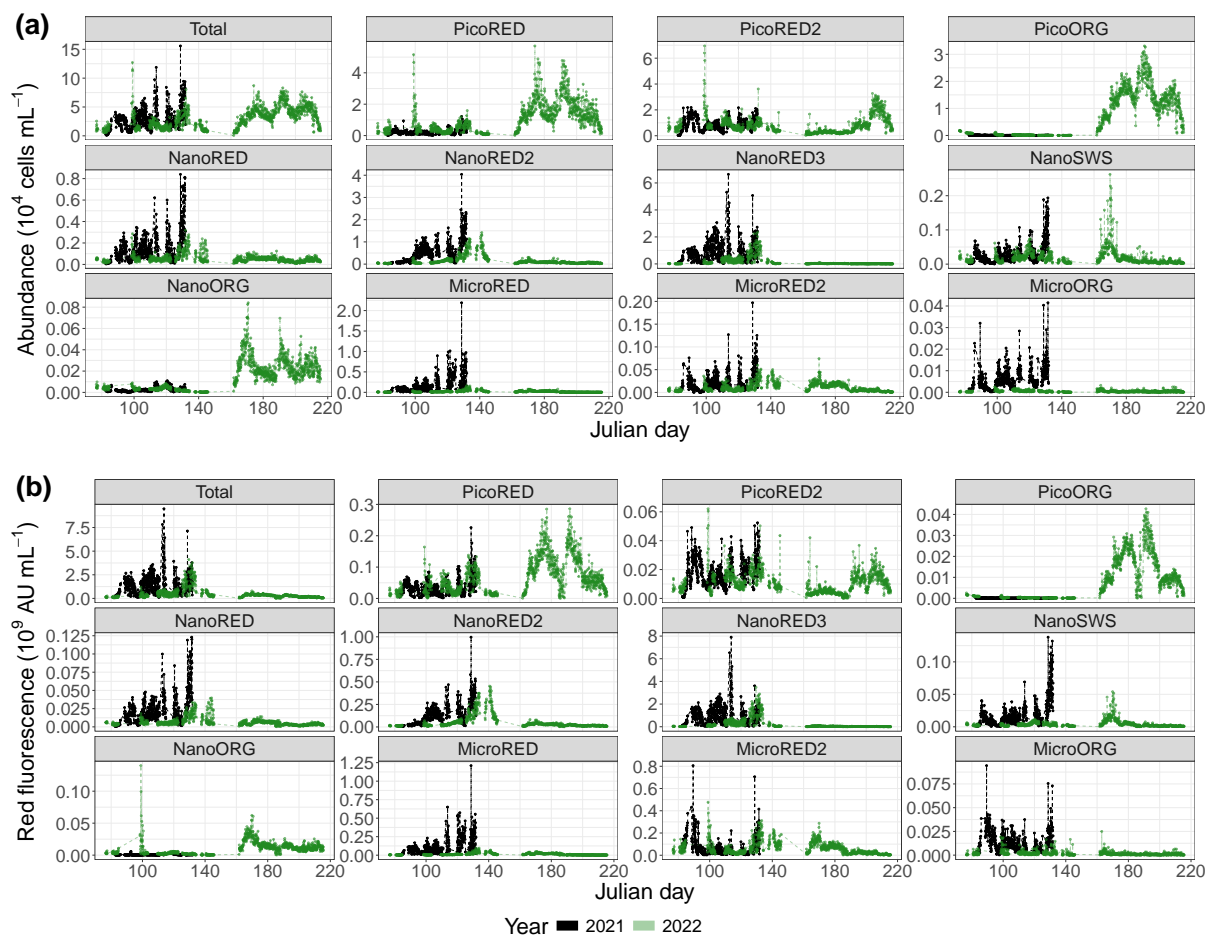 (a)
Total PicoRED PicoRED2 PicoORG
15 10 5 0
4 2 0
6 4 2 0
3 2 1 0
NanoRED NanoRED2 NanoRED3 NanoSWS
0.8 0.6 0.4 0.2 0.0
4 3 2 1 0
6 4 2 0
0.2 0.1 0.0
NanoORG MicroRED MicroRED2 MicroORG
0.08 0.06 0.04 0.02 0.00
2.0 1.5 1.0 0.5 0.0
0.20 0.15 0.10 0.05 0.00
0.04 0.03 0.02 0.01 0.00
Abundance (10⁴ cells mL⁻¹)
100 140 180 220 100 140 180 220 100 140 180 220 100 140 180 220
Julian day
(b)
Total PicoRED PicoRED2 PicoORG
7.5 5.0 2.5 0.0
0.3 0.2 0.1 0.0
0.06 0.04 0.02 0.00
0.04 0.03 0.02 0.01 0.00
NanoRED NanoRED2 NanoRED3 NanoSWS
0.125 0.100 0.075 0.050 0.025 0.000
1.00 0.75 0.50 0.25 0.00
8 6 4 2 0
0.10 0.05 0.00
NanoORG MicroRED MicroRED2 MicroORG
0.10 0.05 0.00
1.25 1.00 0.75 0.50 0.25 0.00
0.8 0.6 0.4 0.2 0.0
0.075 0.050 0.025 0.000
Red fluorescence (10⁹ AU mL⁻¹)
100 140 180 220 100 140 180 220 100 140 180 220 100 140 180 220
Julian day
Year 2021 2022